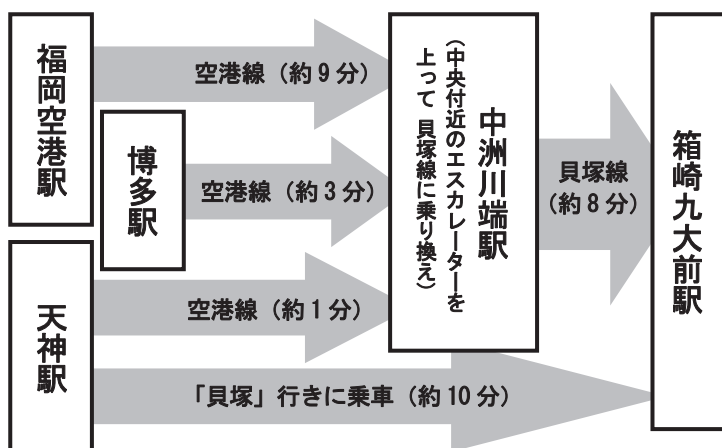 福岡空港駅
空港線（約９分）
博多駅
空港線（約３分）
天神駅
空港線（約１分）
「貝塚」行きに乗車（約10分）
中洲川端駅
（中央付近のエスカレーターを
上って 貝塚線に乗り換え）
貝塚線
（約８分）
箱崎九大前駅